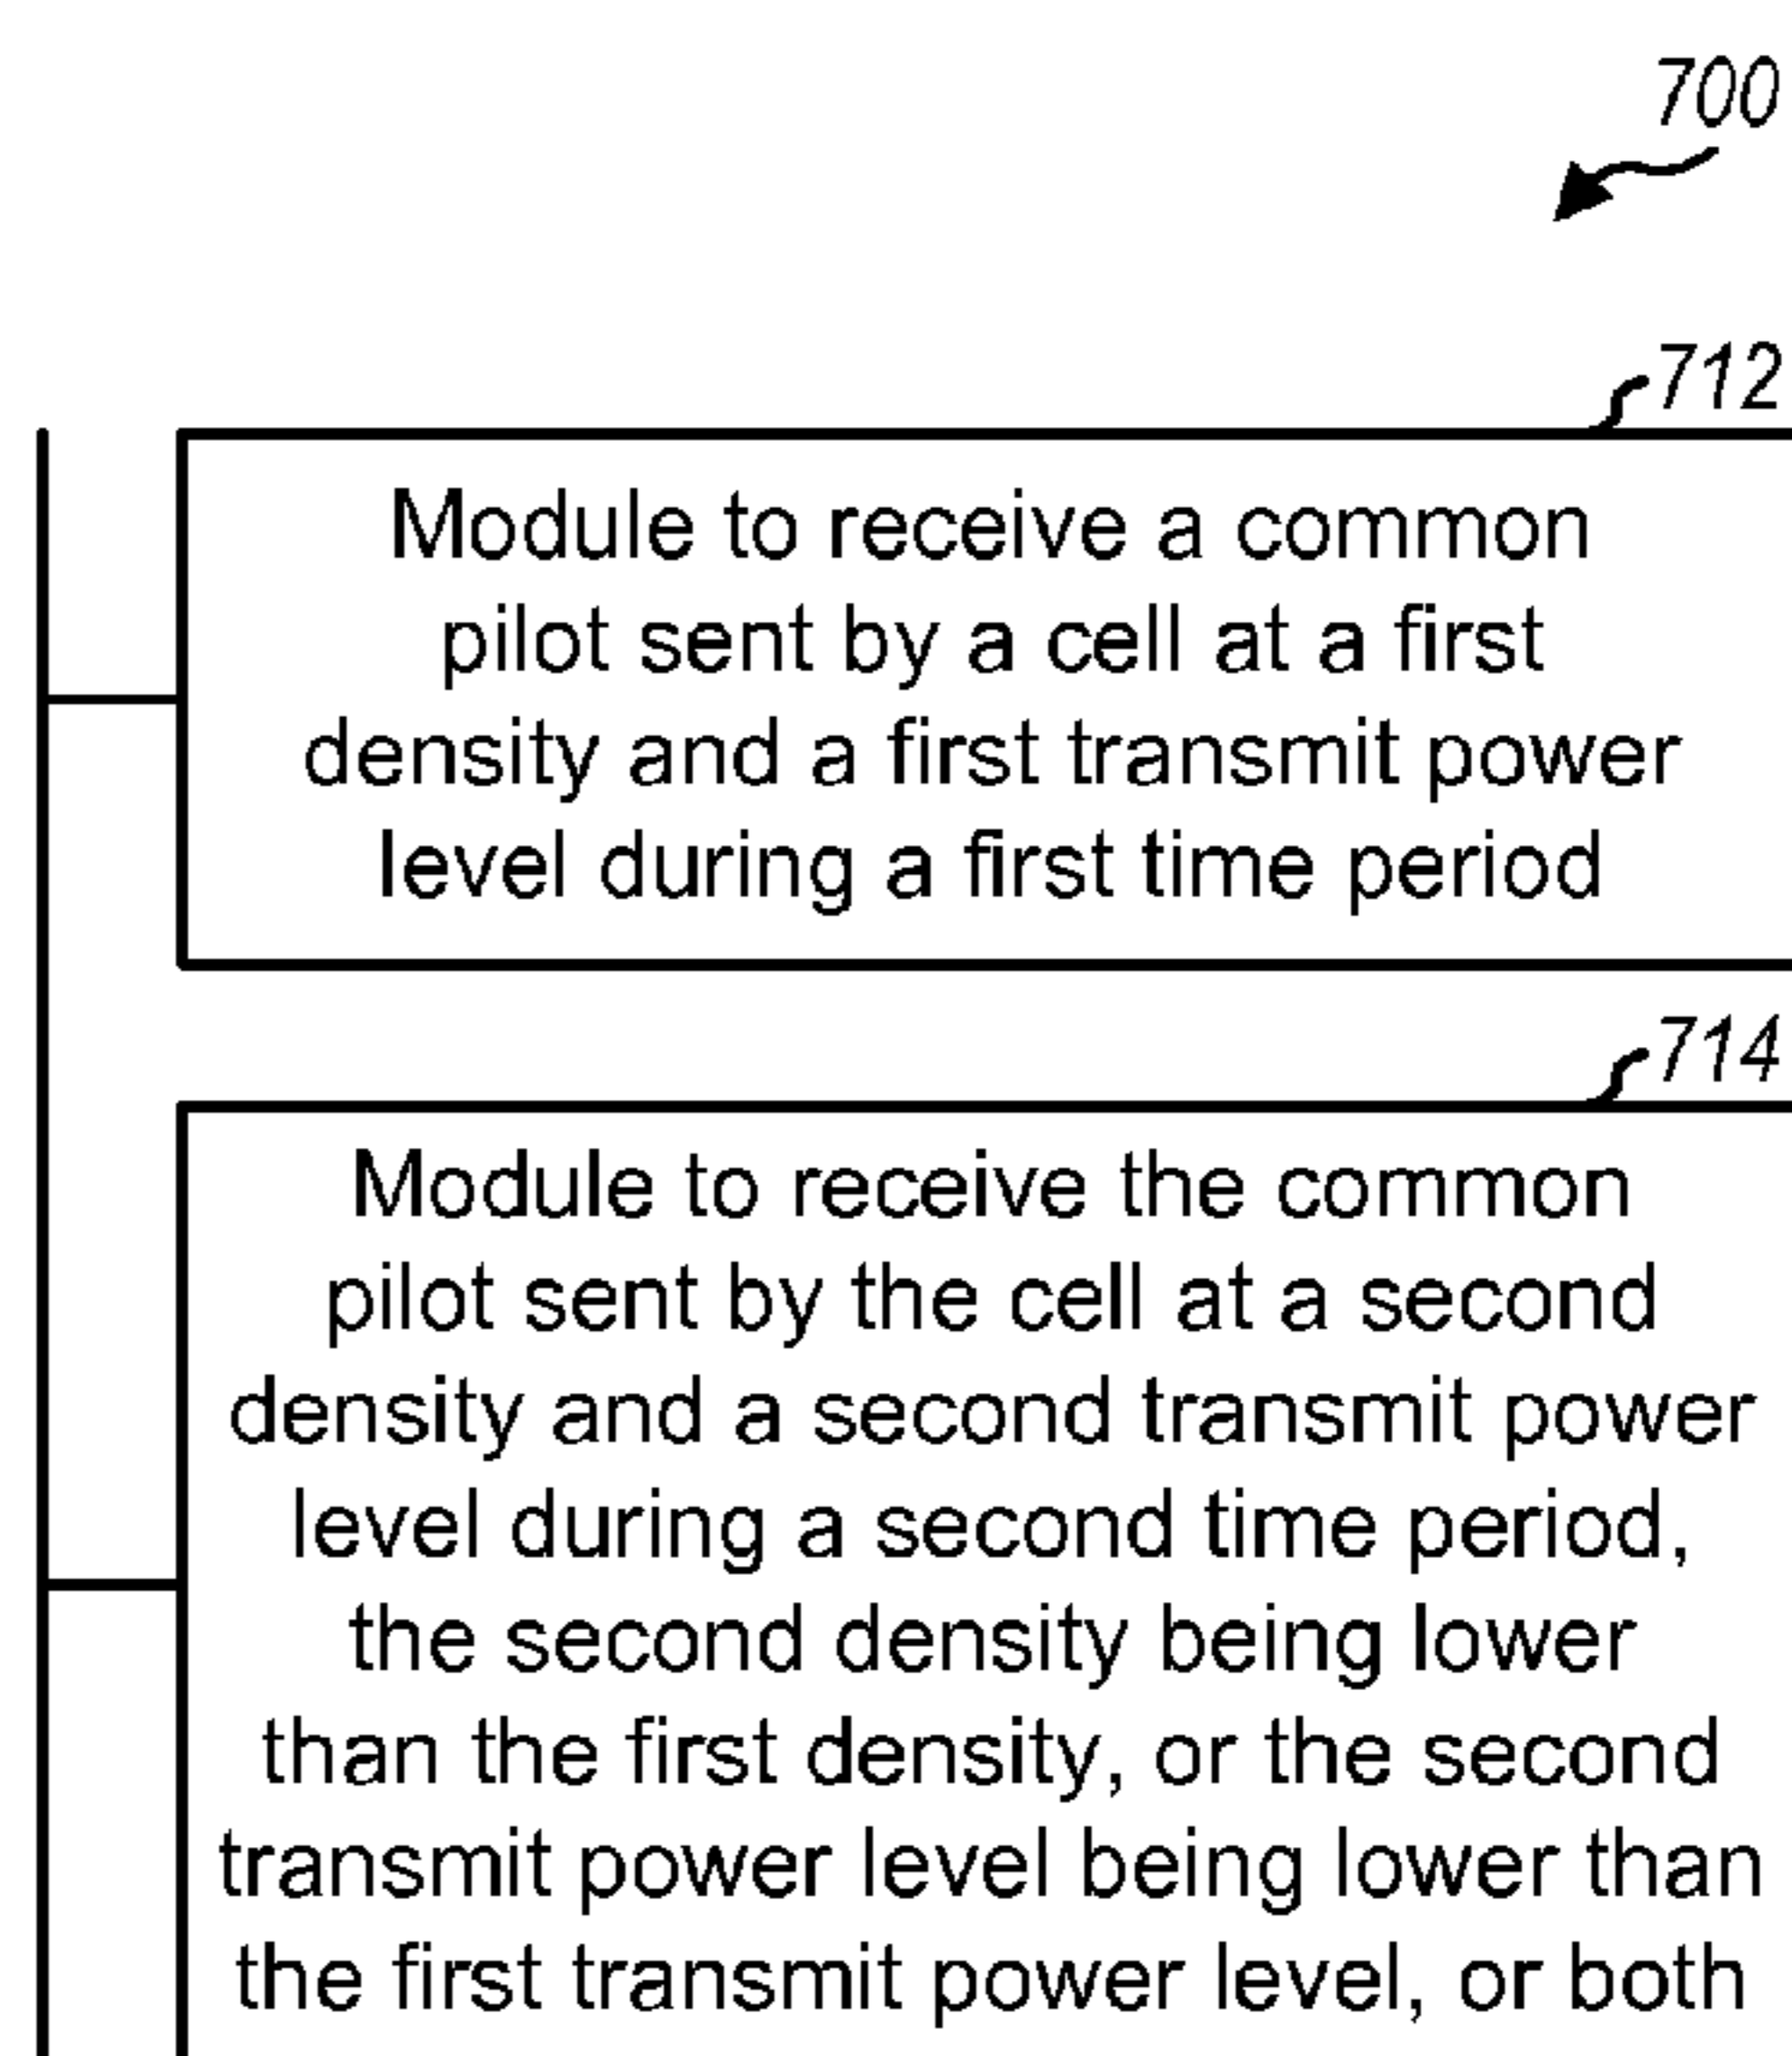 700
712
Module to receive a common
pilot sent by a cell at a first
density and a first transmit power
level during a first time period
714
Module to receive the common
pilot sent by the cell at a second
density and a second transmit power
level during a second time period,
the second density being lower
than the first density, or the second
transmit power level being lower than
the first transmit power level, or both